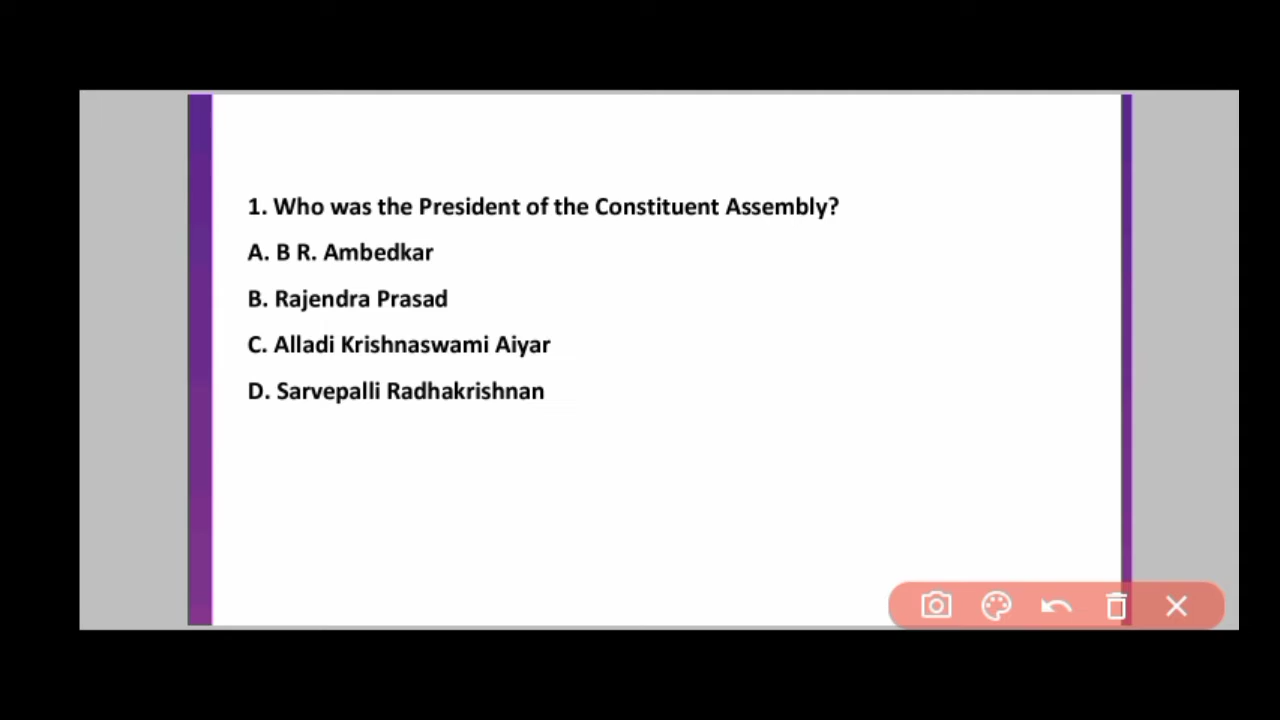 1. Who was the President of the Constituent Assembly?
A. B R. Ambedkar
B. Rajendra Prasad
C. Alladi Krishnaswami Aiyar
D. Sarvepalli Radhakrishnan